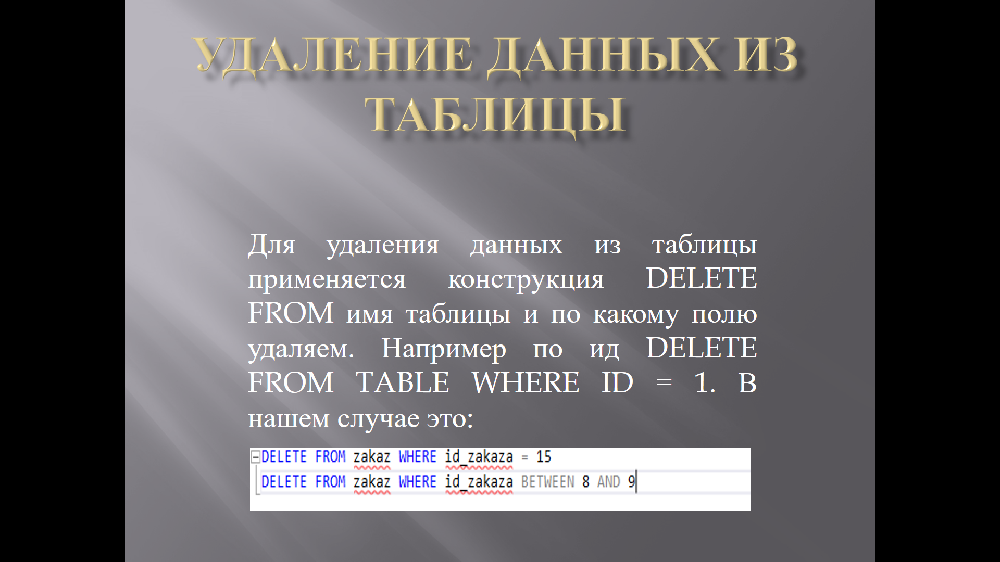 УДАЛЕНИЕ ДАННЫХ ИЗ
ТАБЛИЦЫ
Для удаления данных из таблицы
применяется конструкция DELETE
FROM имя таблицы и по какому полю
удаляем. Например по ид DELETE
FROM TABLE WHERE ID = 1. В
нашем случае это:
DELETE FROM zakaz WHERE id_zakaza = 15
DELETE FROM zakaz WHERE id_zakaza BETWEEN 8 AND 9